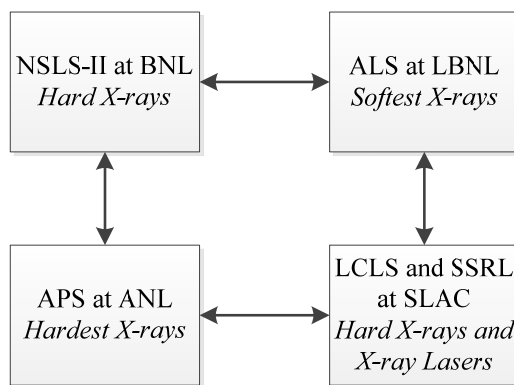 NSLS-II at BNL
Hard X-rays
ALS at LBNL
Softest X-rays
APS at ANL
Hardest X-rays
LCLS and SSRL
at SLAC
Hard X-rays and
X-ray Lasers